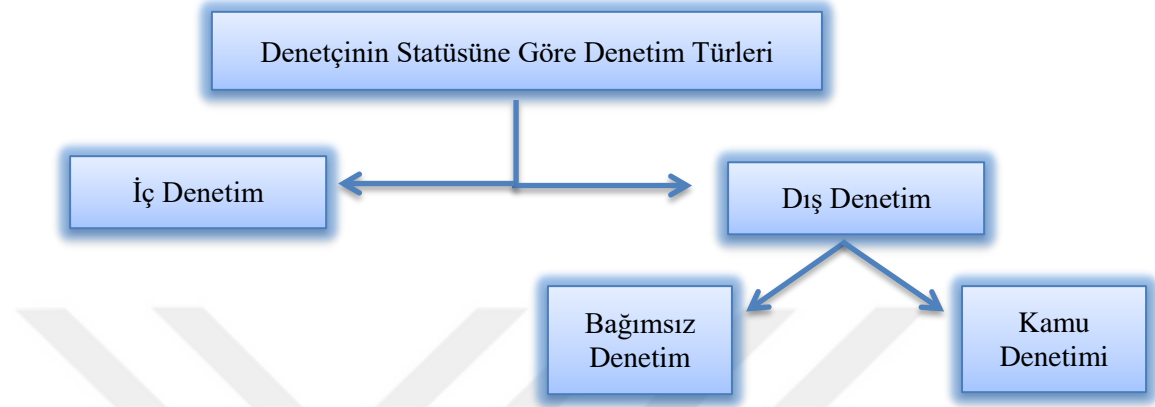 Denetçinin Statüsüne Göre Denetim Türleri
İç Denetim
Dış Denetim
Bağımsız
Denetim
Kamu
Denetimi